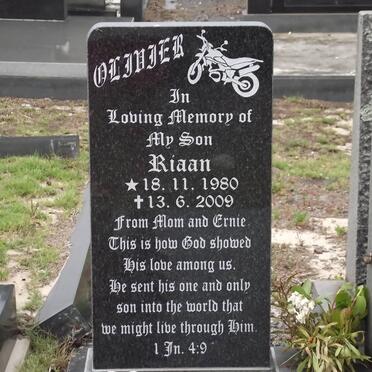 OLIVIER
In
Loving Memory of
My Son
Riaan
★ 18. 11. 1980
✝ 13. 6. 2009
From Mom and Ernie
This is how God showed
His love among us.
He sent his one and only
son into the world that
we might live through Him.
1 Jn. 4:9